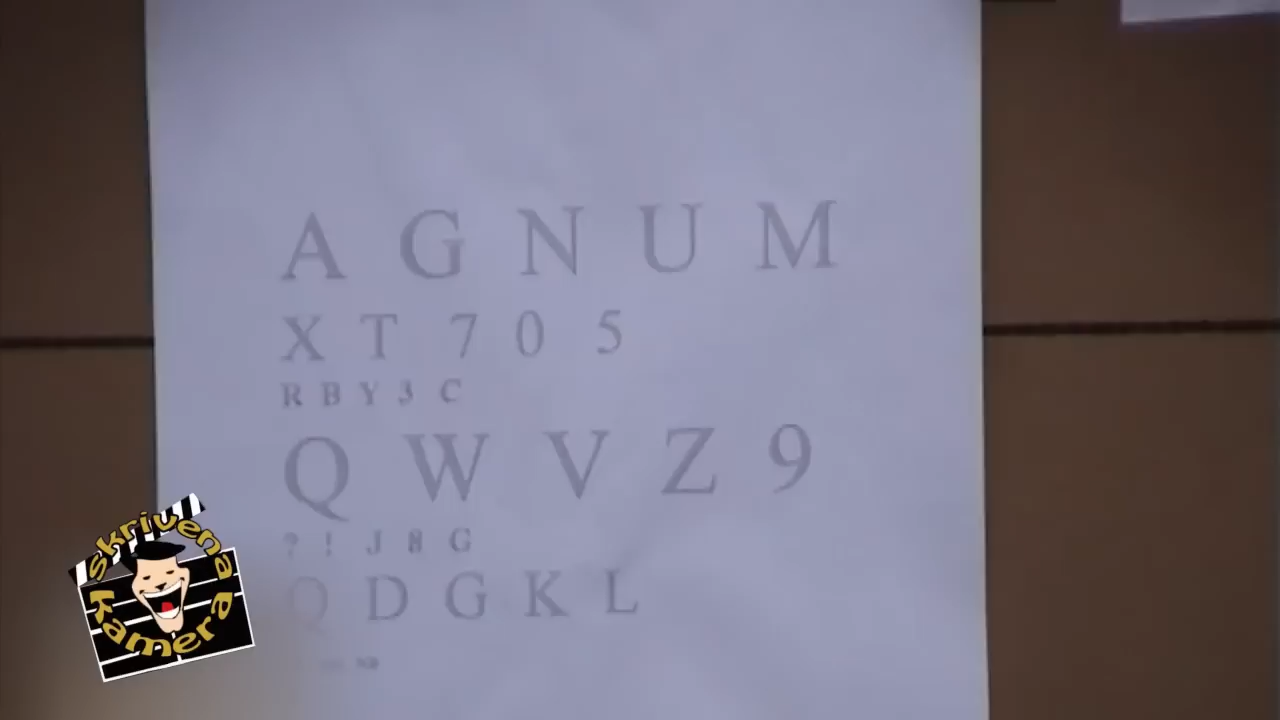 A G N U M
X T 7 0 5
R B Y 3 C
Q W V Z 9
? ! J 8 G
Q D G K L
skrivena
kamera